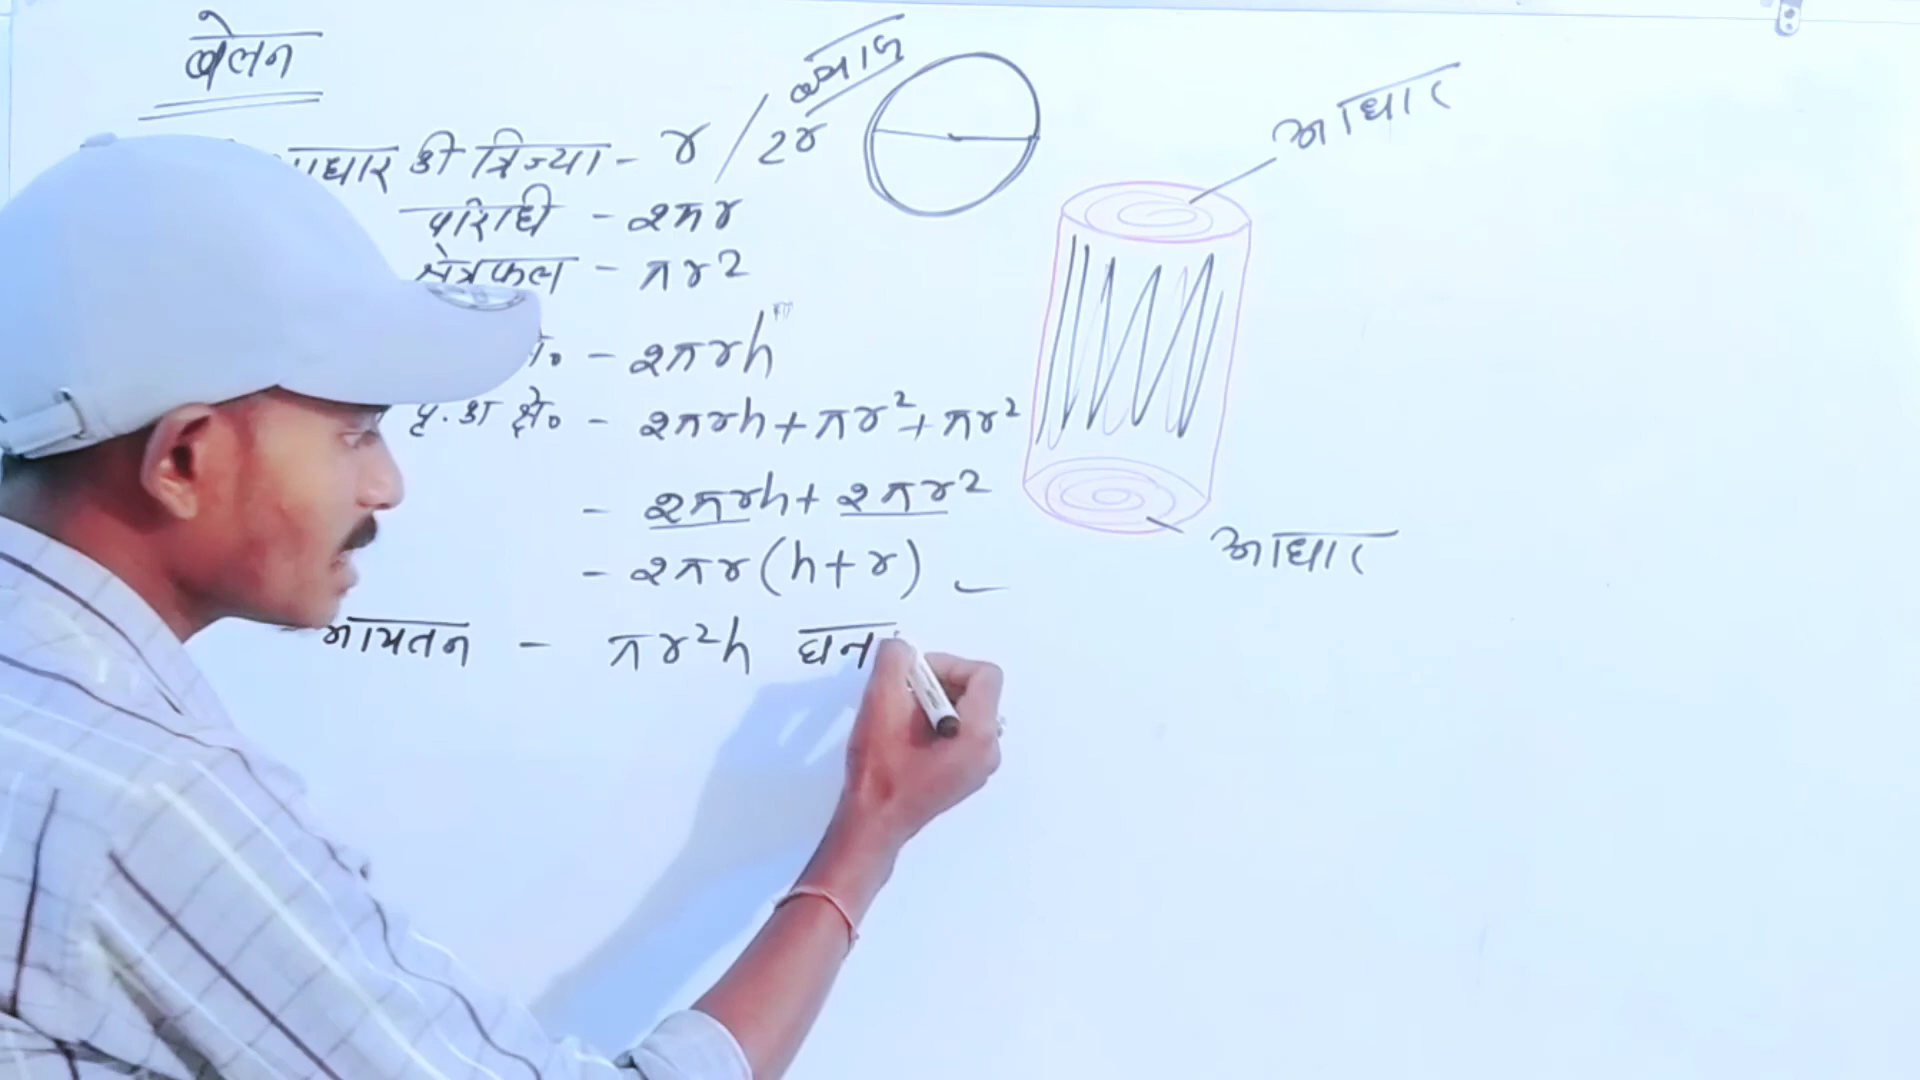 बेलन
व्यास
की त्रिज्या - r / 2r
परिधी - 2πr
क्षेत्रफल - πr2
- 2πrh
पृ. का क्षे० - 2πrh + πr² + πr²
- 2πrh + 2πr²
- 2πr(h+r)
आयतन - πr²h घन
आधार
आधार